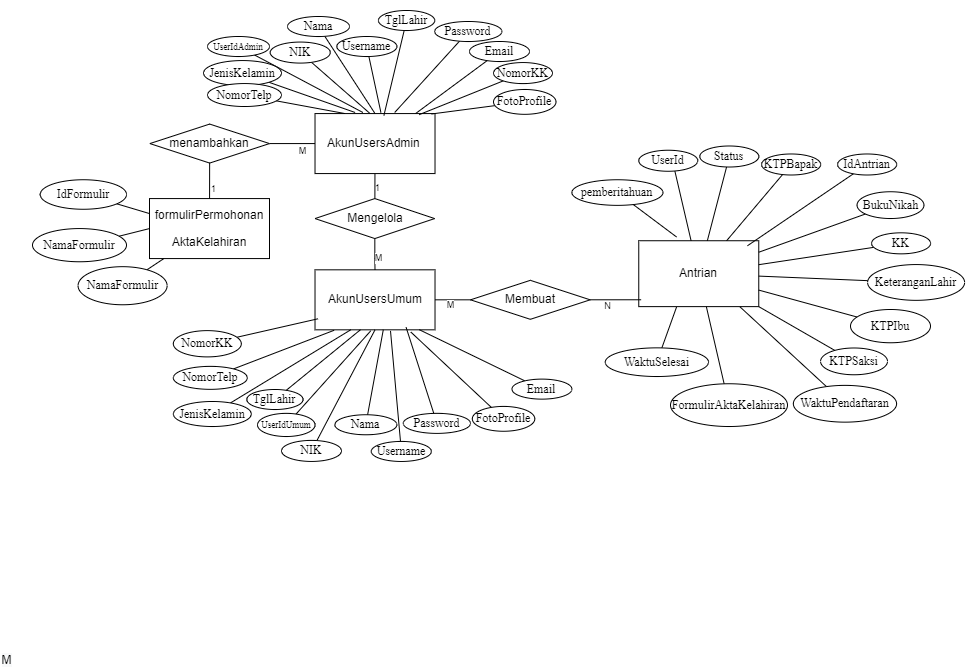 TglLahir
Nama
Password
UserIdAdmin
NIK
Username
Email
JenisKelamin
NomorKK
NomorTelp
FotoProfile
menambahkan
M
AkunUsersAdmin
1
1
IdFormulir
formulirPermohonan
AktaKelahiran
NamaFormulir
NamaFormulir
Mengelola
M
AkunUsersUmum
M
Membuat
N
UserId
Status
KTPBapak
IdAntrian
pemberitahuan
BukuNikah
KK
Antrian
KeteranganLahir
KTPIbu
KTPSaksi
WaktuSelesai
FormulirAktaKelahiran
WaktuPendaftaran
NomorKK
NomorTelp
TglLahir
Email
JenisKelamin
UserIdUmum
Nama
Password
FotoProfile
NIK
Username
M